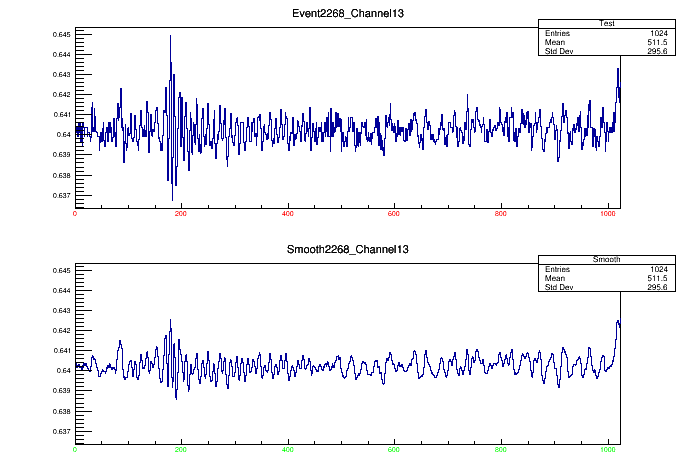 Event2268_Channel13
Test
Entries 1024
Mean 511.5
Std Dev 295.6
0.645
0.644
0.643
0.642
0.641
0.64
0.639
0.638
0.637
0 200 400 600 800 1000
Smooth2268_Channel13
Smooth
Entries 1024
Mean 511.5
Std Dev 295.6
0.645
0.644
0.643
0.642
0.641
0.64
0.639
0.638
0.637
0 200 400 600 800 1000